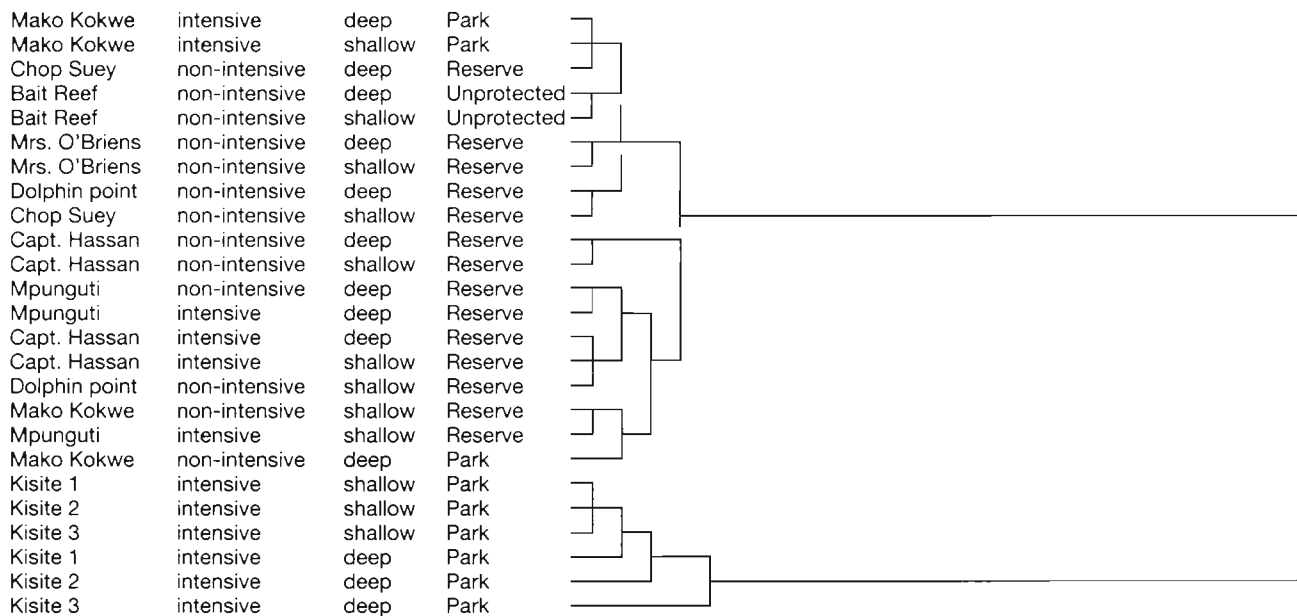 Mako Kokwe intensive deep Park
Mako Kokwe intensive shallow Park
Chop Suey non-intensive deep Reserve
Bait Reef non-intensive deep Unprotected
Bait Reef non-intensive shallow Unprotected
Mrs. O'Briens non-intensive deep Reserve
Mrs. O'Briens non-intensive shallow Reserve
Dolphin point non-intensive deep Reserve
Chop Suey non-intensive shallow Reserve
Capt. Hassan non-intensive deep Reserve
Capt. Hassan non-intensive shallow Reserve
Mpunguti non-intensive deep Reserve
Mpunguti intensive deep Reserve
Capt. Hassan intensive deep Reserve
Capt. Hassan intensive shallow Reserve
Dolphin point non-intensive shallow Reserve
Mako Kokwe non-intensive shallow Reserve
Mpunguti intensive shallow Reserve
Mako Kokwe non-intensive deep Park
Kisite 1 intensive shallow Park
Kisite 2 intensive shallow Park
Kisite 3 intensive shallow Park
Kisite 1 intensive deep Park
Kisite 2 intensive deep Park
Kisite 3 intensive deep Park